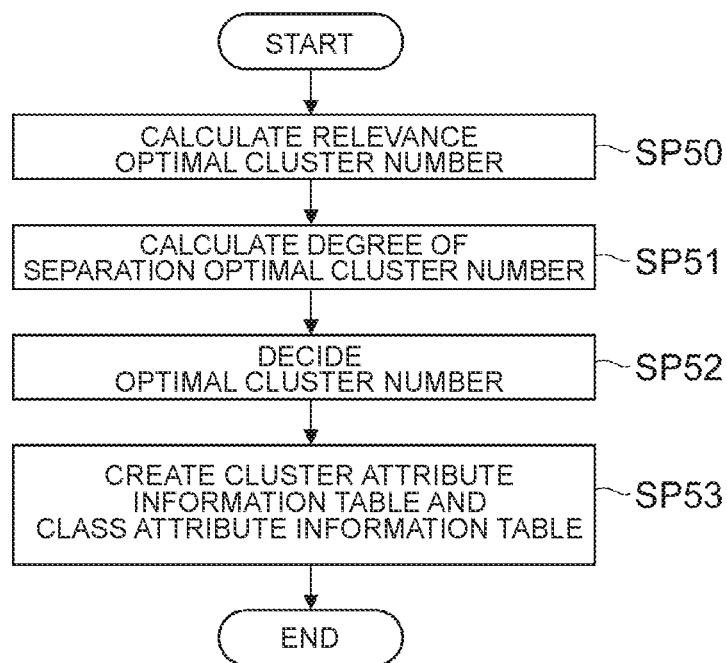 START
CALCULATE RELEVANCE
OPTIMAL CLUSTER NUMBER
SP50
CALCULATE DEGREE OF
SEPARATION OPTIMAL CLUSTER NUMBER
SP51
DECIDE
OPTIMAL CLUSTER NUMBER
SP52
CREATE CLUSTER ATTRIBUTE
INFORMATION TABLE AND
CLASS ATTRIBUTE INFORMATION TABLE
SP53
END